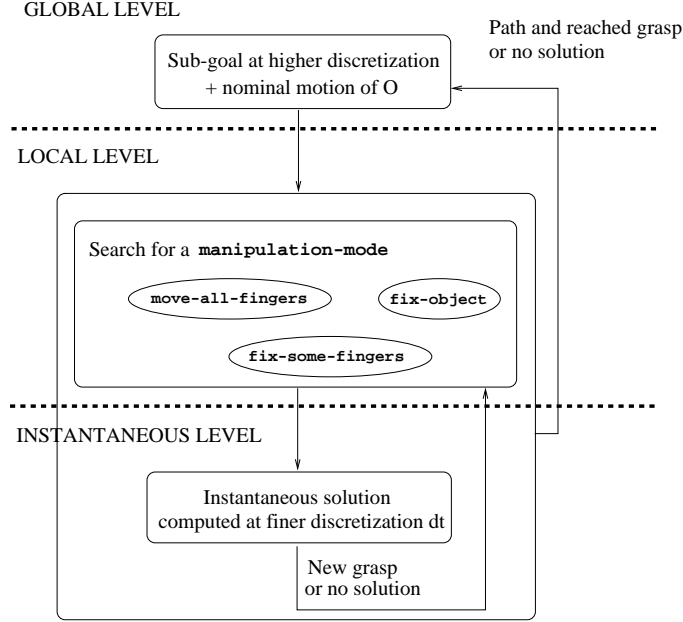 GLOBAL LEVEL
Path and reached grasp
or no solution
Sub-goal at higher discretization
+ nominal motion of O
LOCAL LEVEL
Search for a manipulation-mode
move-all-fingers
fix-object
fix-some-fingers
INSTANTANEOUS LEVEL
Instantaneous solution
computed at finer discretization dt
New grasp
or no solution